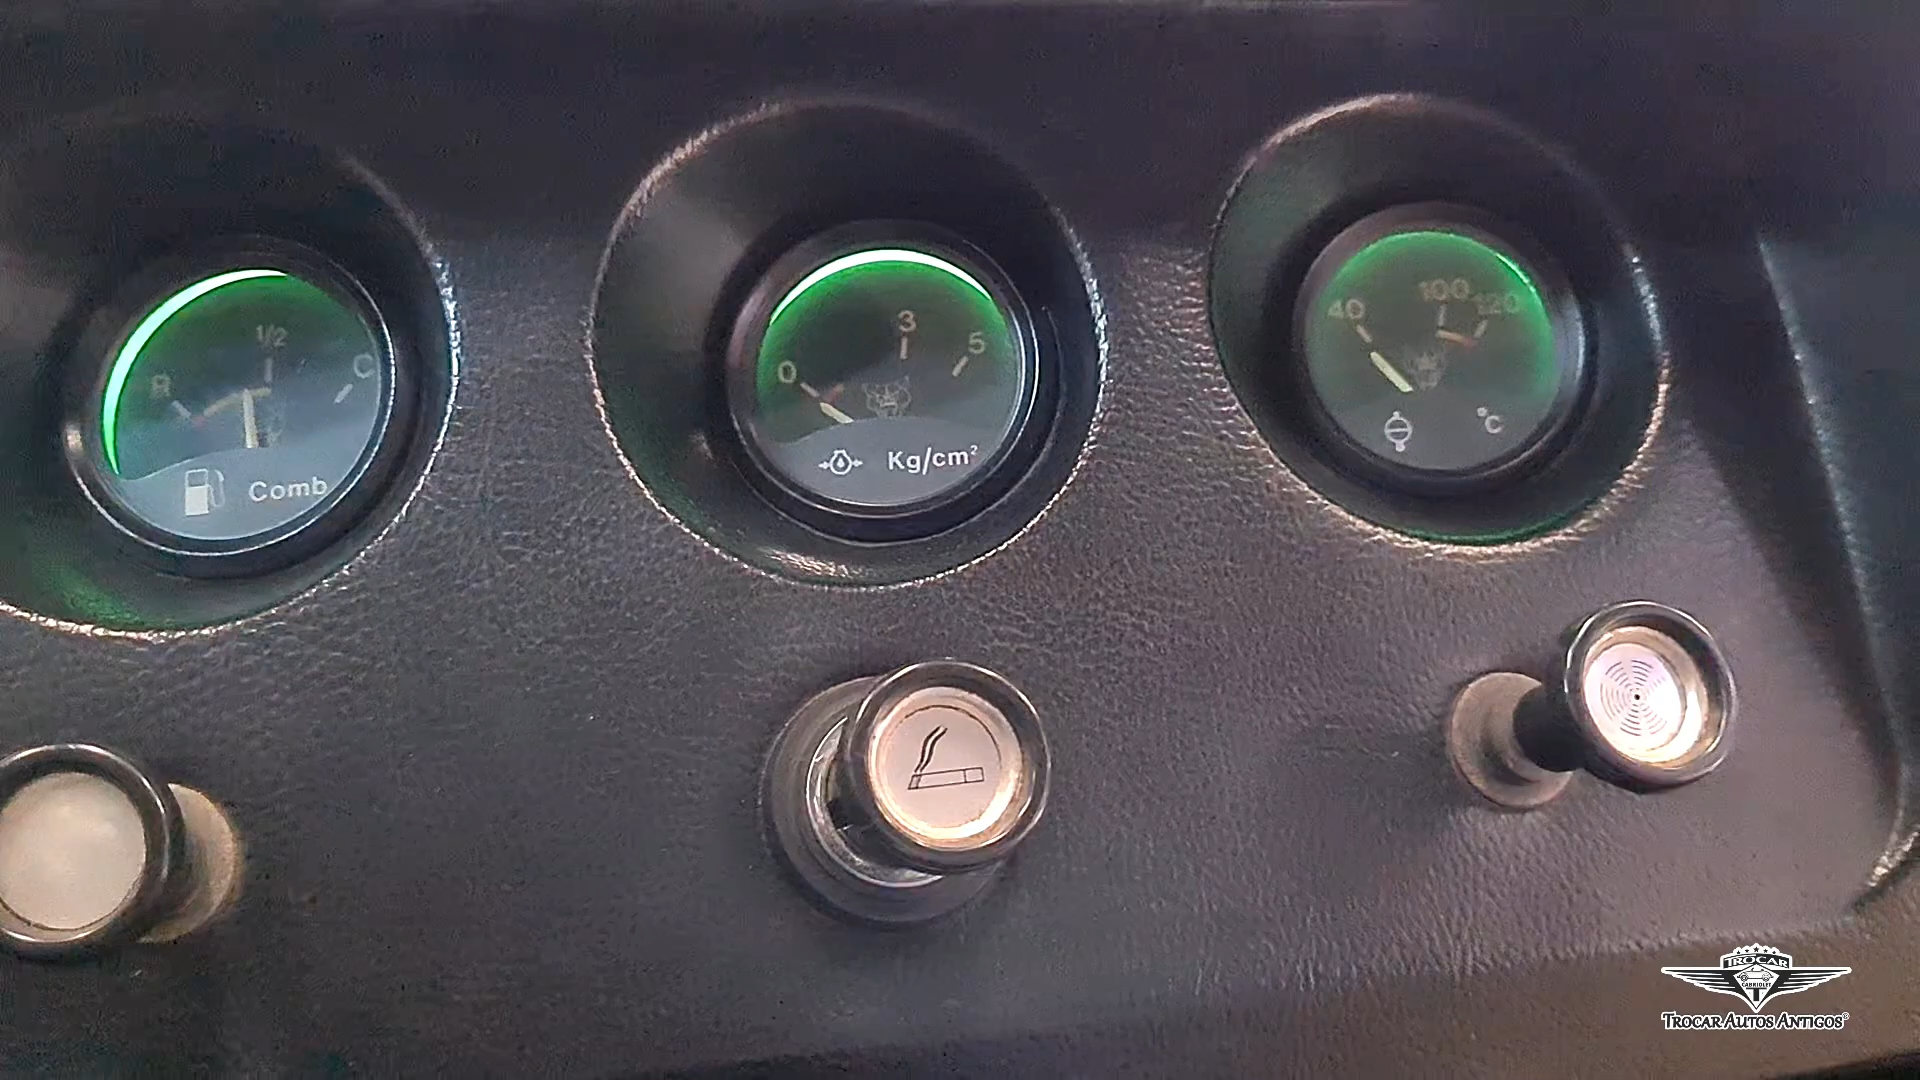 R 1/2 C
Comb
0 3 5
Kg/cm²
40 100 120
°C
TROCAR
CABRIOLET
TROCAR AUTOS ANTIGOS®